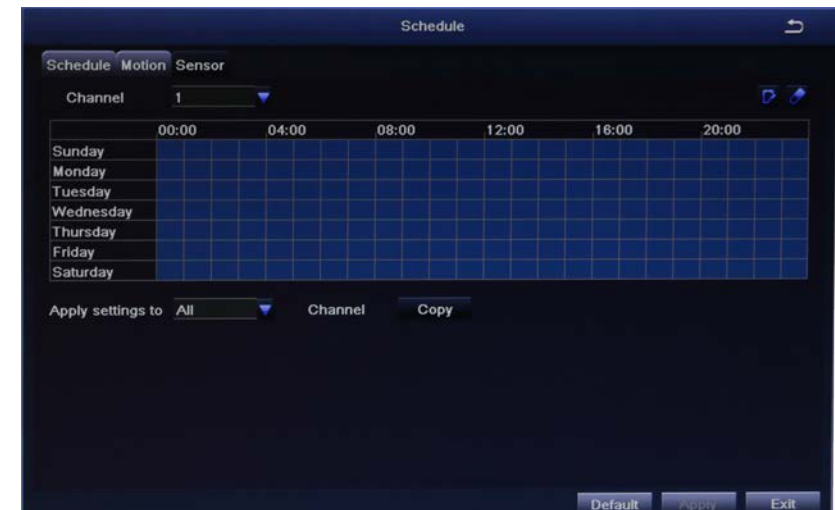 Schedule
Schedule Motion Sensor
Channel 1
00:00 04:00 08:00 12:00 16:00 20:00
Sunday
Monday
Tuesday
Wednesday
Thursday
Friday
Saturday
Apply settings to All Channel Copy
Default Apply Exit